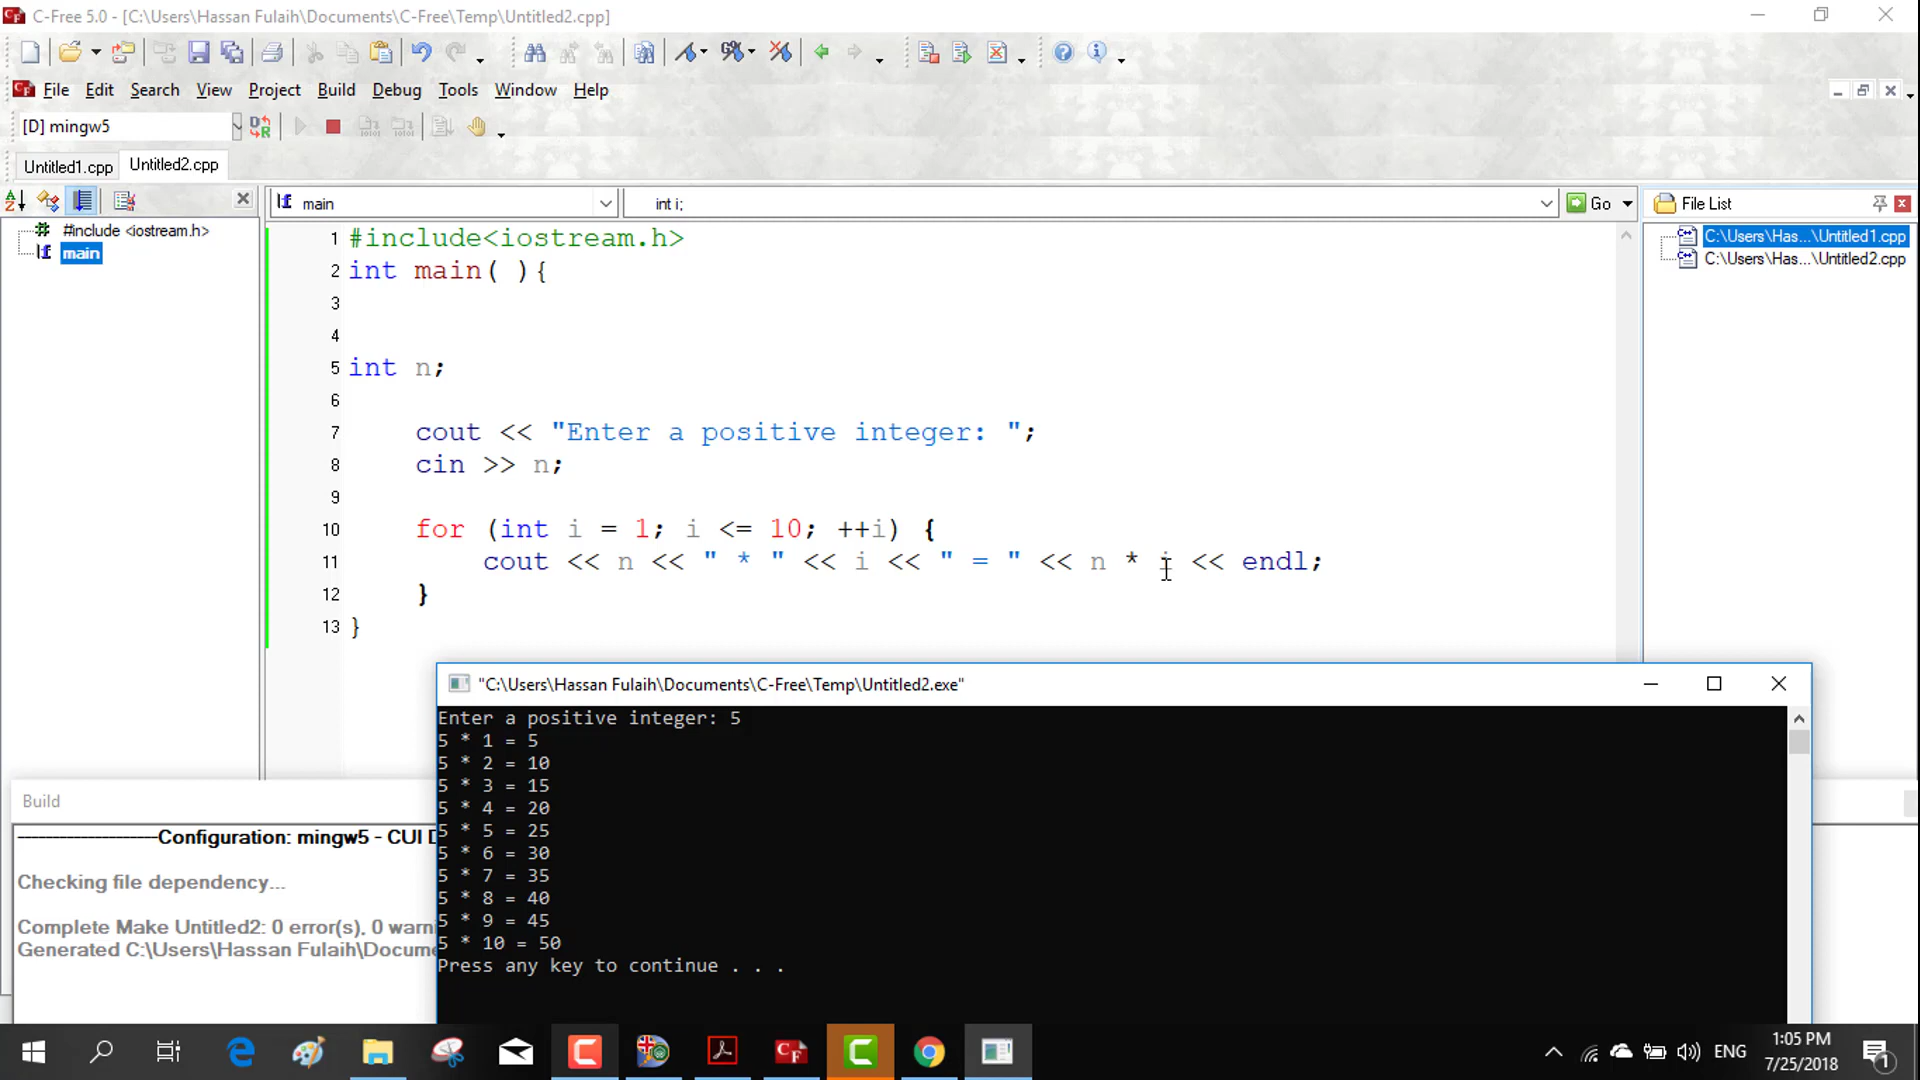 C-Free 5.0 - [C:\Users\Hassan Fulaih\Documents\C-Free\Temp\Untitled2.cpp]
File Edit Search View Project Build Debug Tools Window Help
[D] mingw5
Untitled1.cpp Untitled2.cpp
main
int i;
Go
File List
#include <iostream.h>
main
C:\Users\Has...\Untitled1.cpp
C:\Users\Has...\Untitled2.cpp
1 #include<iostream.h>
2 int main( ){
3
4
5 int n;
6
7 cout << "Enter a positive integer: ";
8 cin >> n;
9
10 for (int i = 1; i <= 10; ++i) {
11 cout << n << " * " << i << " = " << n * i << endl;
12 }
13 }
Build
--------------------Configuration: mingw5 - CUI D
Checking file dependency...
Complete Make Untitled2: 0 error(s), 0 warn
Generated C:\Users\Hassan Fulaih\Docume
"C:\Users\Hassan Fulaih\Documents\C-Free\Temp\Untitled2.exe"
Enter a positive integer: 5
5 * 1 = 5
5 * 2 = 10
5 * 3 = 15
5 * 4 = 20
5 * 5 = 25
5 * 6 = 30
5 * 7 = 35
5 * 8 = 40
5 * 9 = 45
5 * 10 = 50
Press any key to continue . . .
ENG
1:05 PM
7/25/2018
1